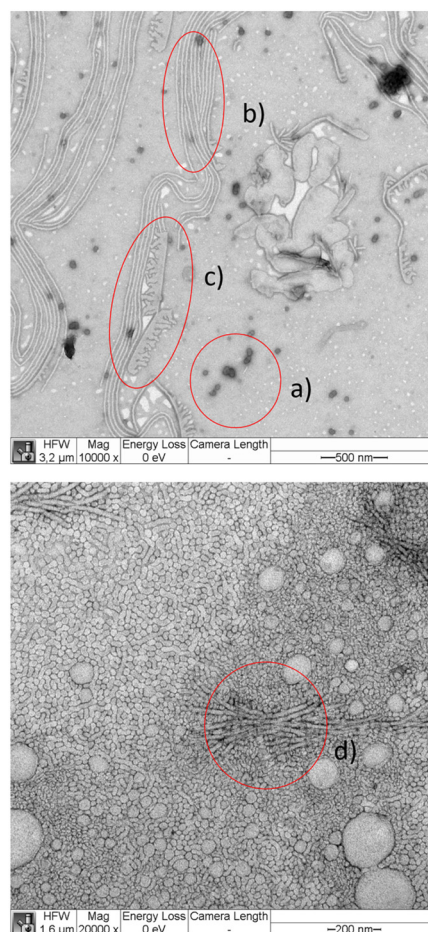 b)
c)
a)
HFW Mag Energy Loss Camera Length
3,2 µm 10000 x 0 eV - 500 nm
d)
HFW Mag Energy Loss Camera Length
1,6 µm 20000 x 0 eV - 200 nm